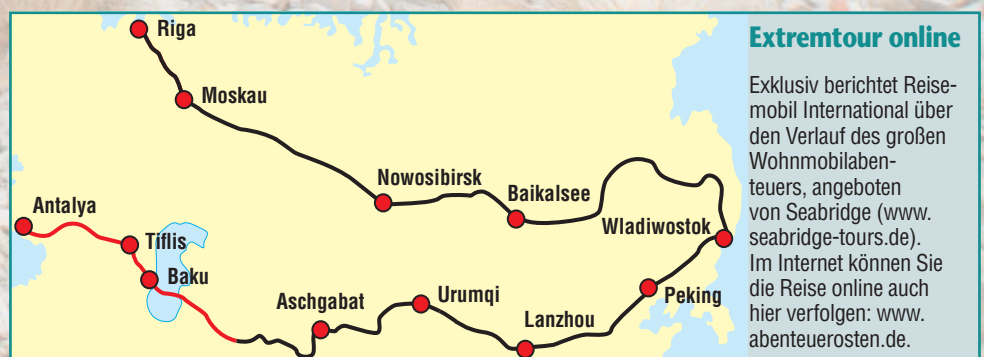 Riga
Moskau
Nowosibirsk
Baikalsee
Wladiwostok
Antalya
Tiflis
Baku
Aschgabat
Urumqi
Lanzhou
Peking
Extremtour online
Exklusiv berichtet Reise-
mobil International über
den Verlauf des großen
Wohnmobilaben-
teuers, angeboten
von Seabridge (www.
seabridge-tours.de).
Im Internet können Sie
die Reise online auch
hier verfolgen: www.
abenteuerosten.de.